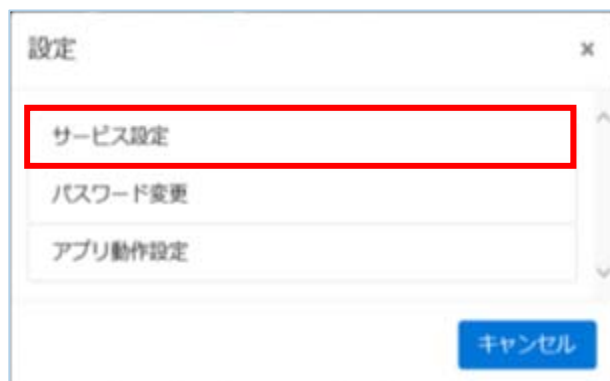 設定
サービス設定
パスワード変更
アプリ動作設定
キャンセル